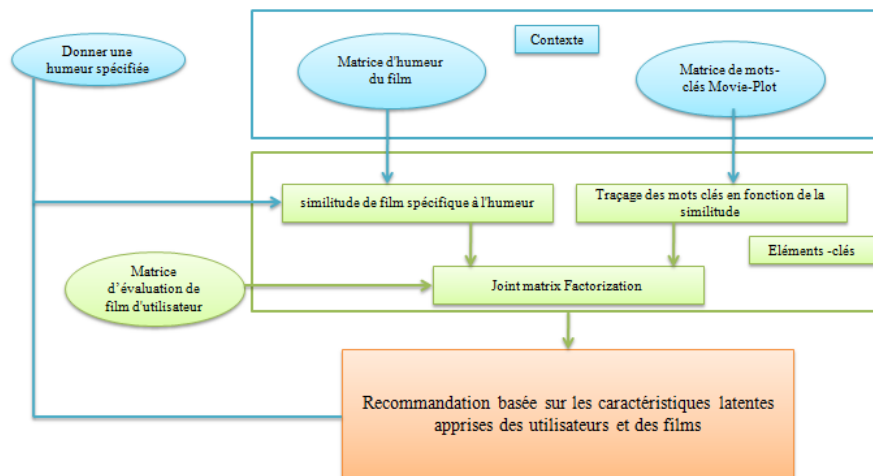 Donner une
humeur spécifiée
Contexte
Matrice d'humeur
du film
Matrice de mots-
clés Movie-Plot
similitude de film spécifique à l'humeur
Traçage des mots clés en fonction de la
similitude
Eléments -clés
Matrice
d’évaluation de
film d'utilisateur
Joint matrix Factorization
Recommandation basée sur les caractéristiques latentes
apprises des utilisateurs et des films